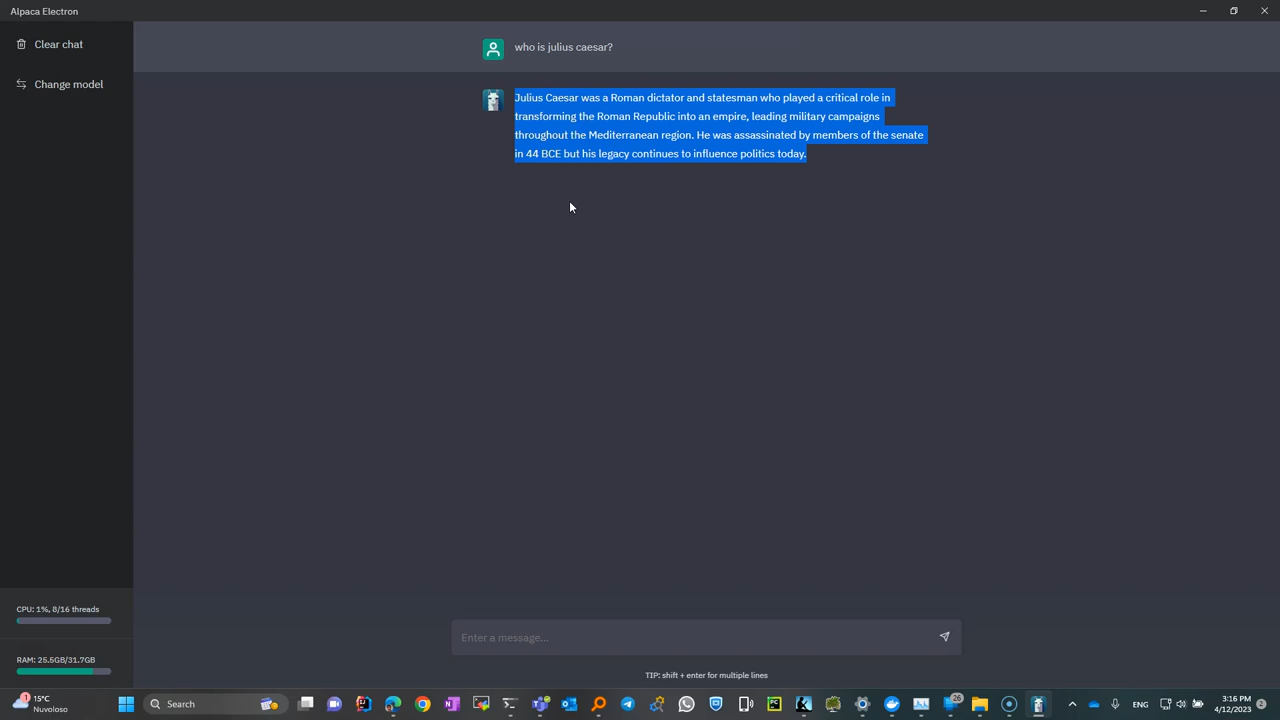 Alpaca Electron
Clear chat
Change model
who is julius caesar?
Julius Caesar was a Roman dictator and statesman who played a critical role in
transforming the Roman Republic into an empire, leading military campaigns
throughout the Mediterranean region. He was assassinated by members of the senate
in 44 BCE but his legacy continues to influence politics today.
CPU: 1%, 8/16 threads
RAM: 25.5GB/31.7GB
Enter a message...
TIP: shift + enter for multiple lines
1
15°C
Nuvoloso
Search
26
ENG
3:16 PM
4/12/2023
2